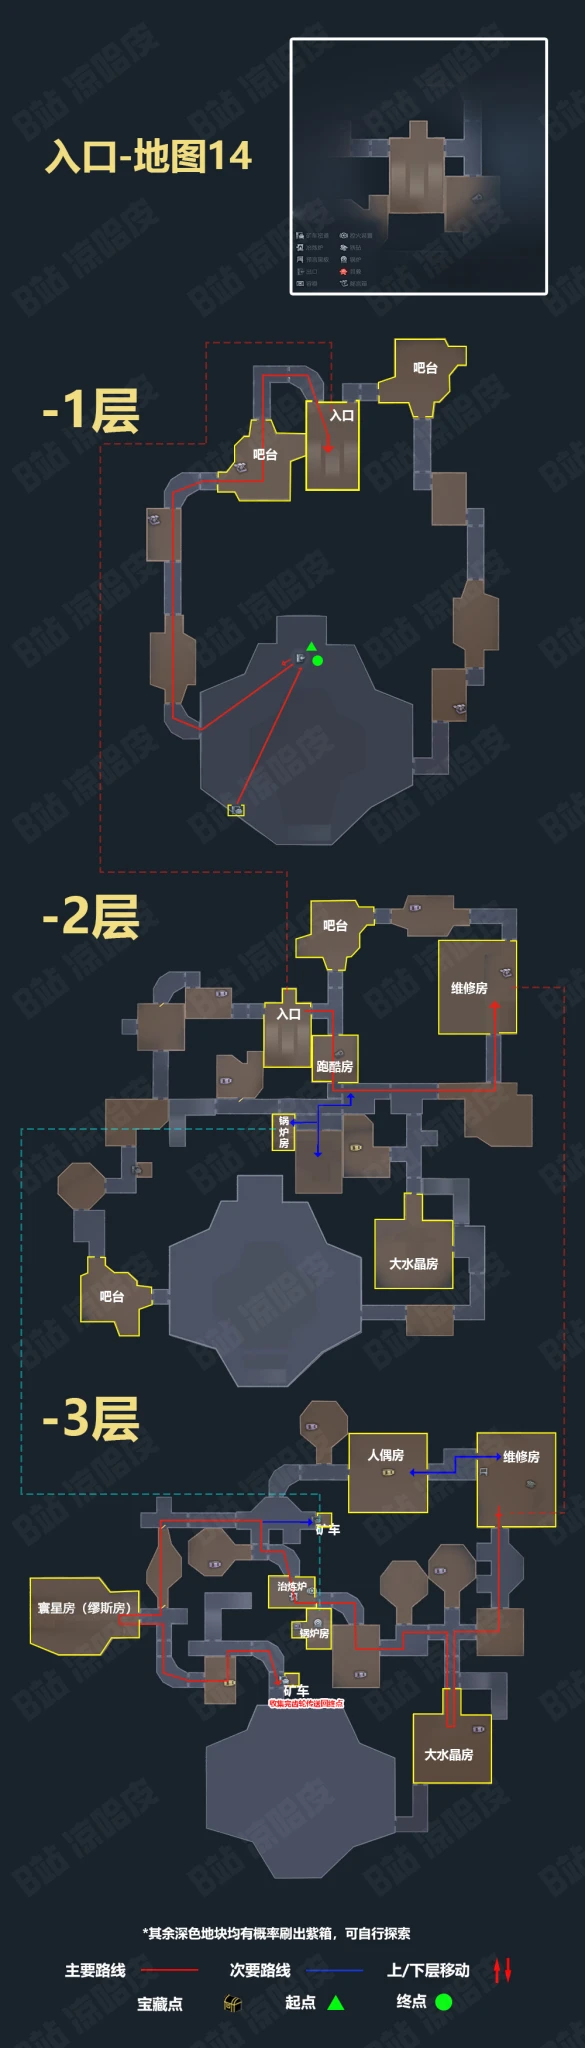 入口-地图14
-1层
吧台
入口
吧台
-2层
吧台
维修房
入口
跑酷房
锅炉房
大水晶房
吧台
-3层
人偶房
维修房
矿车
冶炼炉
寰星房（缪斯房）
锅炉房
矿车
收集完齿轮传送回终点
大水晶房
*其余深色地块均有概率刷出紫箱，可自行探索
主要路线
次要路线
上/下层移动
宝藏点
起点
终点